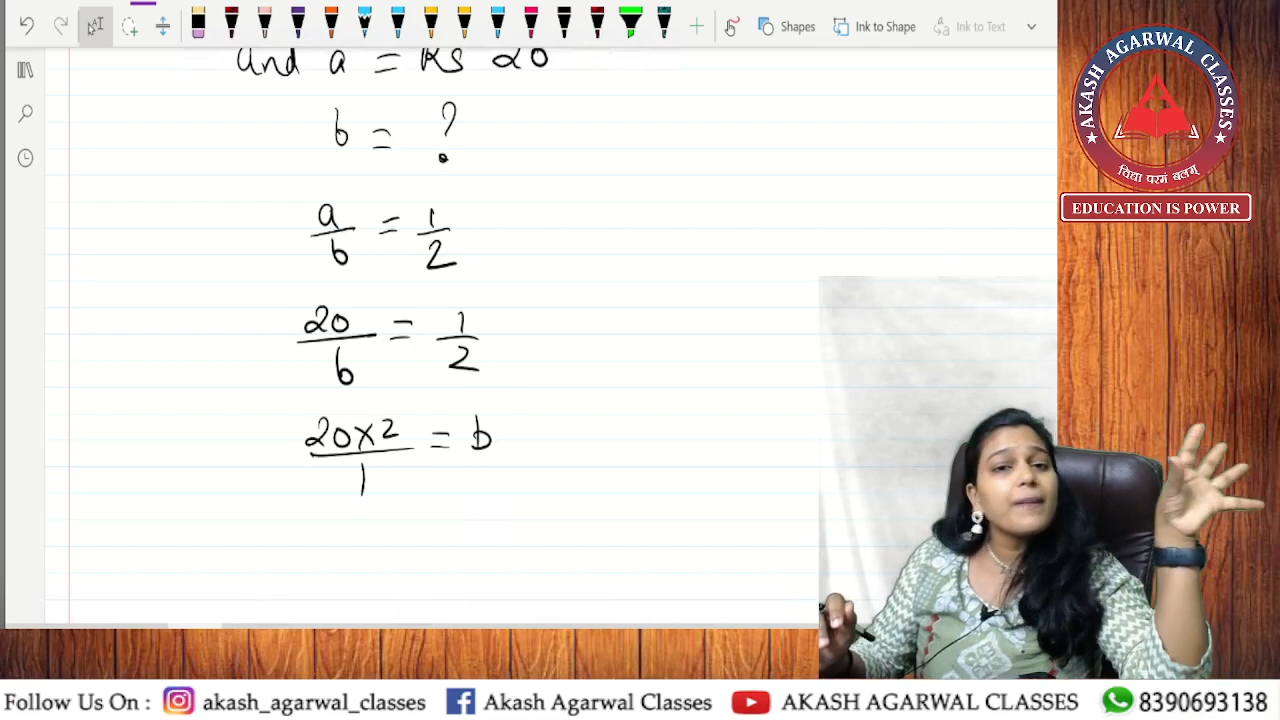 Shapes
Ink to Shape
Ink to Text
and a = Rs 20
b = ?
a/b = 1/2
20/b = 1/2
20×2/1 = b
AKASH AGARWAL CLASSES
विद्या परमं बलम्
EDUCATION IS POWER
Follow Us On : akash_agarwal_classes Akash Agarwal Classes AKASH AGARWAL CLASSES 8390693138